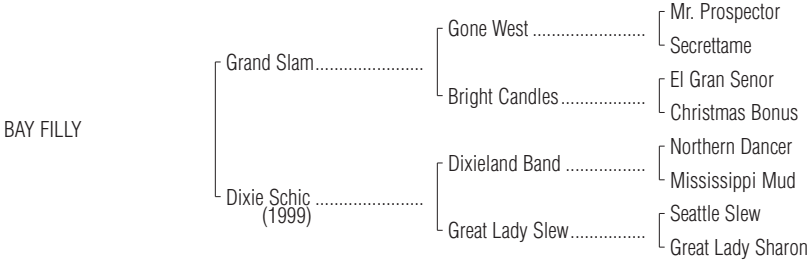 Mr. Prospector
Gone West ........................
Secrettame
Grand Slam.......................
El Gran Senor
Bright Candles..................
Christmas Bonus
BAY FILLY
Northern Dancer
Dixieland Band .................
Mississippi Mud
Dixie Schic .......................
(1999)
Seattle Slew
Great Lady Slew................
Great Lady Sharon